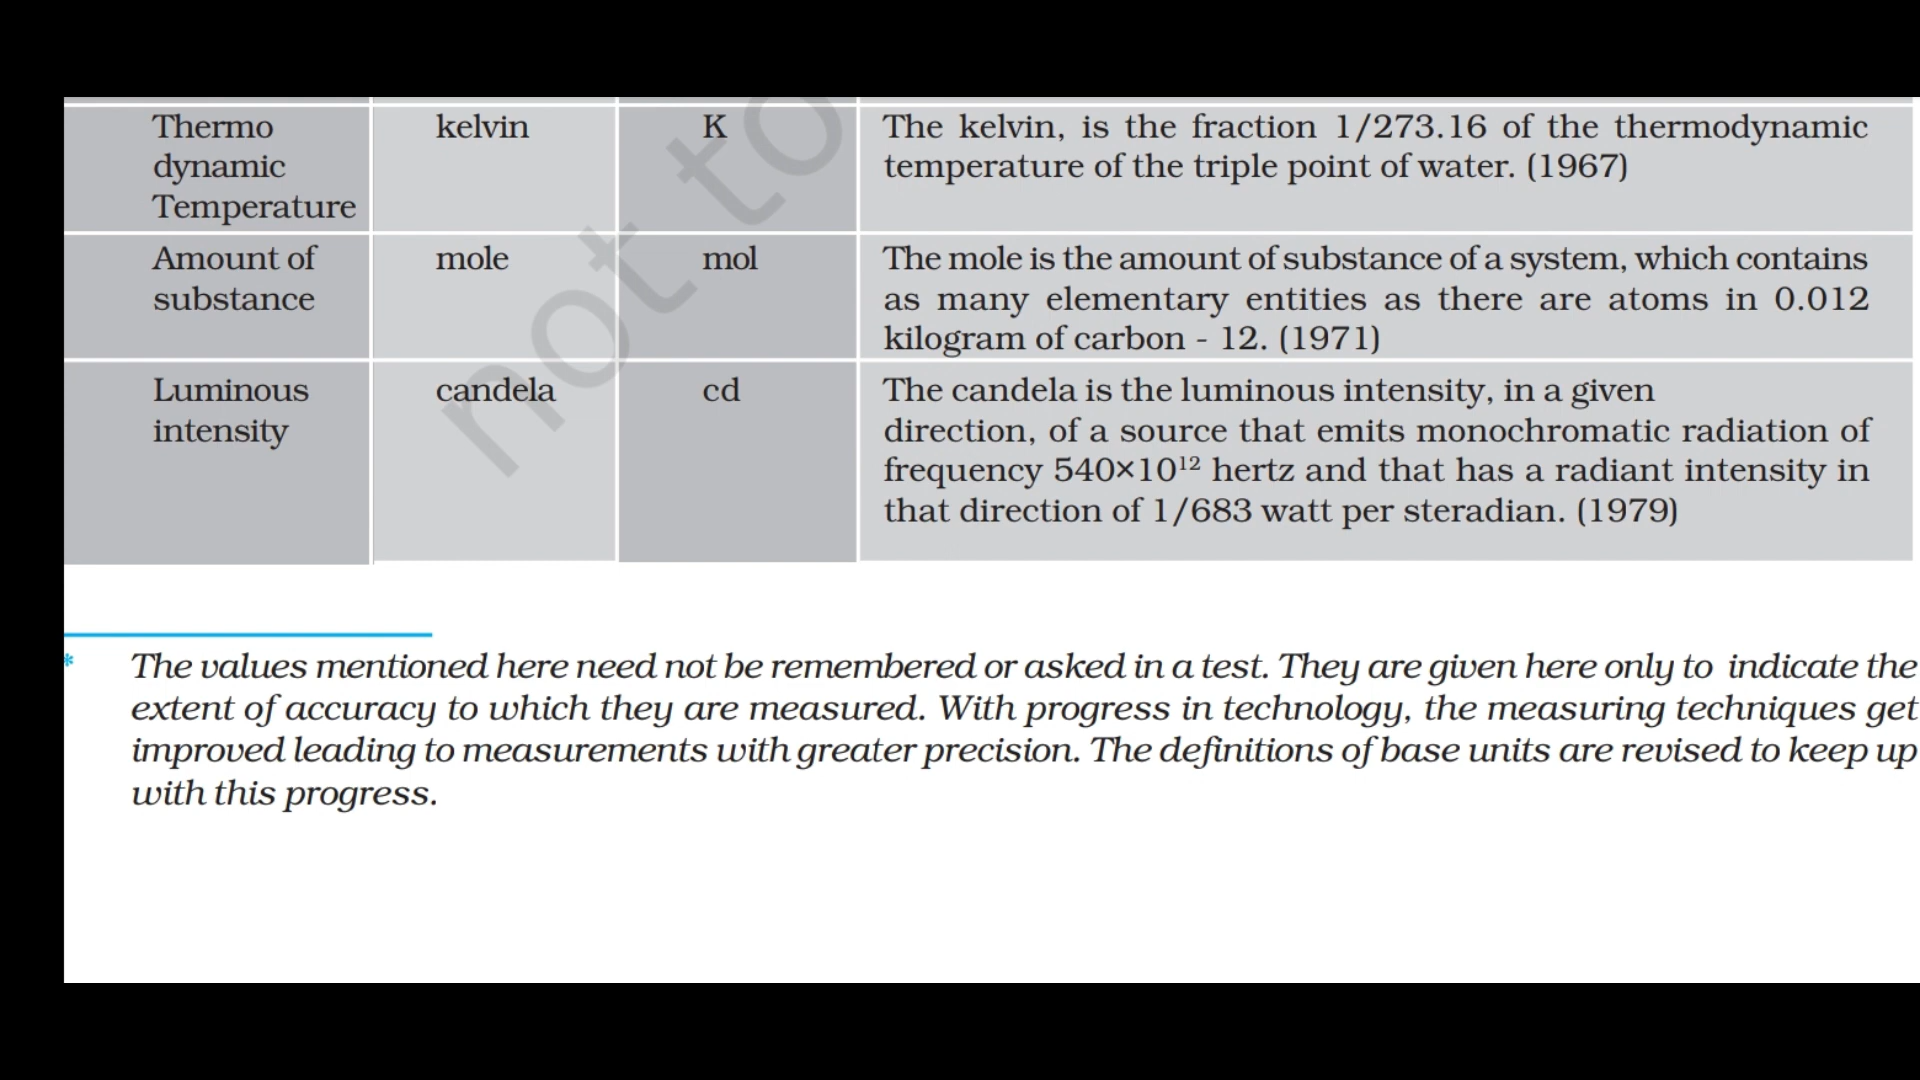 Thermo
dynamic
Temperature
kelvin
K
The kelvin, is the fraction 1/273.16 of the thermodynamic
temperature of the triple point of water. (1967)
Amount of
substance
mole
mol
The mole is the amount of substance of a system, which contains
as many elementary entities as there are atoms in 0.012
kilogram of carbon - 12. (1971)
Luminous
intensity
candela
cd
The candela is the luminous intensity, in a given
direction, of a source that emits monochromatic radiation of
frequency 540×10¹² hertz and that has a radiant intensity in
that direction of 1/683 watt per steradian. (1979)
not to
* The values mentioned here need not be remembered or asked in a test. They are given here only to indicate the
extent of accuracy to which they are measured. With progress in technology, the measuring techniques get
improved leading to measurements with greater precision. The definitions of base units are revised to keep up
with this progress.